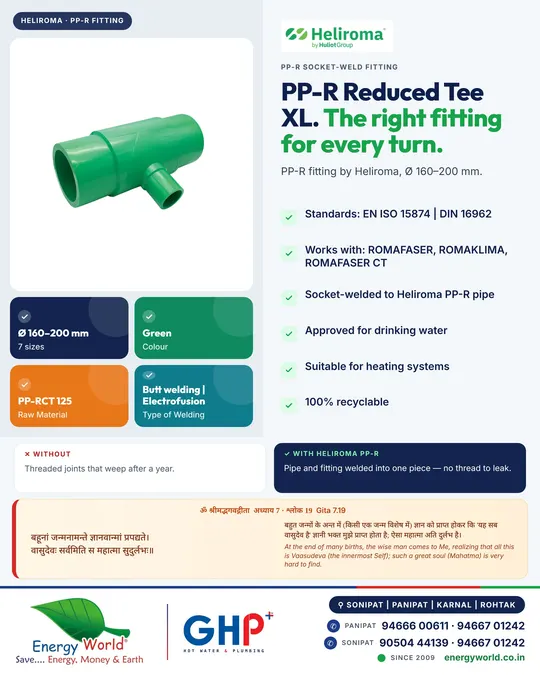 HELIROMA · PP-R FITTING
Heliroma®
by HuliotGroup
PP-R SOCKET-WELD FITTING
PP-R Reduced Tee
XL. The right fitting
for every turn.
PP-R fitting by Heliroma, Ø 160–200 mm.
Standards: EN ISO 15874 | DIN 16962
Works with: ROMAFASER, ROMAKLIMA,
ROMAFASER CT
Socket-welded to Heliroma PP-R pipe
Approved for drinking water
Suitable for heating systems
100% recyclable
Ø 160–200 mm
7 sizes
Green
Colour
PP-RCT 125
Raw Material
Butt welding |
Electrofusion
Type of Welding
✕ WITHOUT
Threaded joints that weep after a year.
✓ WITH HELIROMA PP-R
Pipe and fitting welded into one piece — no thread to leak.
ॐ श्रीमद्भगवद्गीता अध्याय 7 · श्लोक 19 Gita 7.19
बहूनां जन्मनामन्ते ज्ञानवान्मां प्रपद्यते।
वासुदेवः सर्वमिति स महात्मा सुदुर्लभः॥
बहुत जन्मों के अन्त में (किसी एक जन्म विशेष में) ज्ञान को प्राप्त होकर कि 'यह सब
वासुदेव है' ज्ञानी भक्त मुझे प्राप्त होता है; ऐसा महात्मा अति दुर्लभ है।
At the end of many births, the wise man comes to Me, realizing that all this
is Vaasudeva (the innermost Self); such a great soul (Mahatma) is very
hard to find.
Energy World
Save.... Energy, Money & Earth
GHP+
HOT WATER & PLUMBING
SONIPAT | PANIPAT | KARNAL | ROHTAK
PANIPAT 94666 00611 · 94667 01242
SONIPAT 90504 44139 · 94667 01242
SINCE 2009 energyworld.co.in